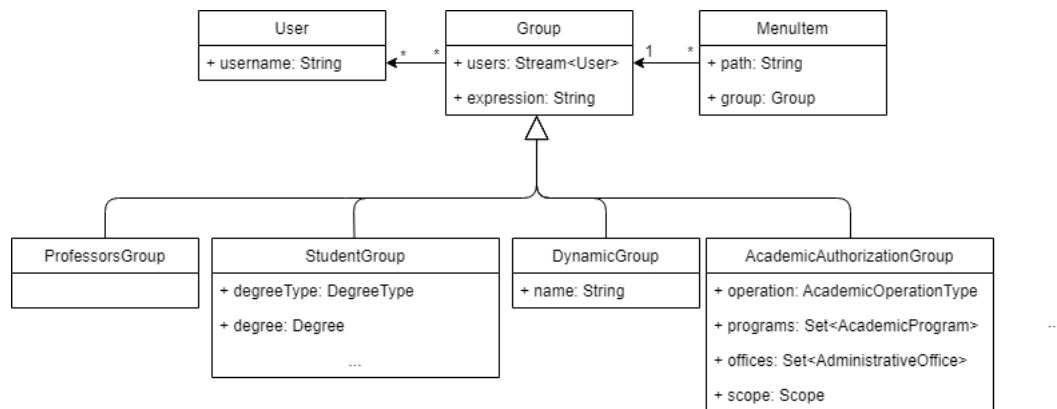 User
+ username: String
* *
Group
+ users: Stream<User>
+ expression: String
1 *
MenuItem
+ path: String
+ group: Group
ProfessorsGroup
StudentGroup
+ degreeType: DegreeType
+ degree: Degree
...
DynamicGroup
+ name: String
AcademicAuthorizationGroup
+ operation: AcademicOperationType
+ programs: Set<AcademicProgram>
+ offices: Set<AdministrativeOffice>
+ scope: Scope
...